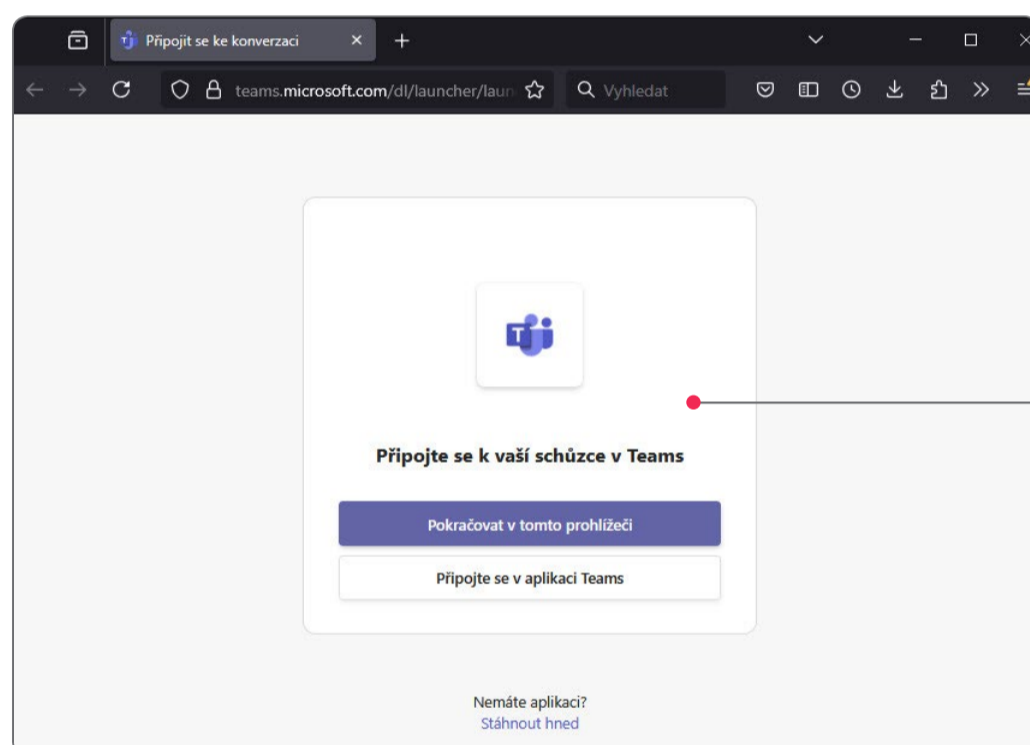 Připojit se ke konverzaci
teams.microsoft.com/dl/launcher/laun
Vyhledat
T
Připojte se k vaší schůzce v Teams
Pokračovat v tomto prohlížeči
Připojte se v aplikaci Teams
Nemáte aplikaci?
Stáhnout hned